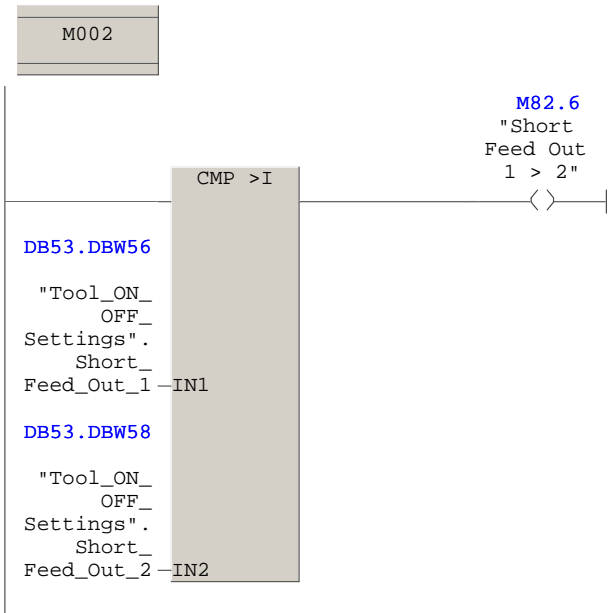 M002
M82.6
"Short
Feed Out
1 > 2"
CMP >I
DB53.DBW56
"Tool_ON_
OFF_
Settings".
Short_
Feed_Out_1
IN1
DB53.DBW58
"Tool_ON_
OFF_
Settings".
Short_
Feed_Out_2
IN2